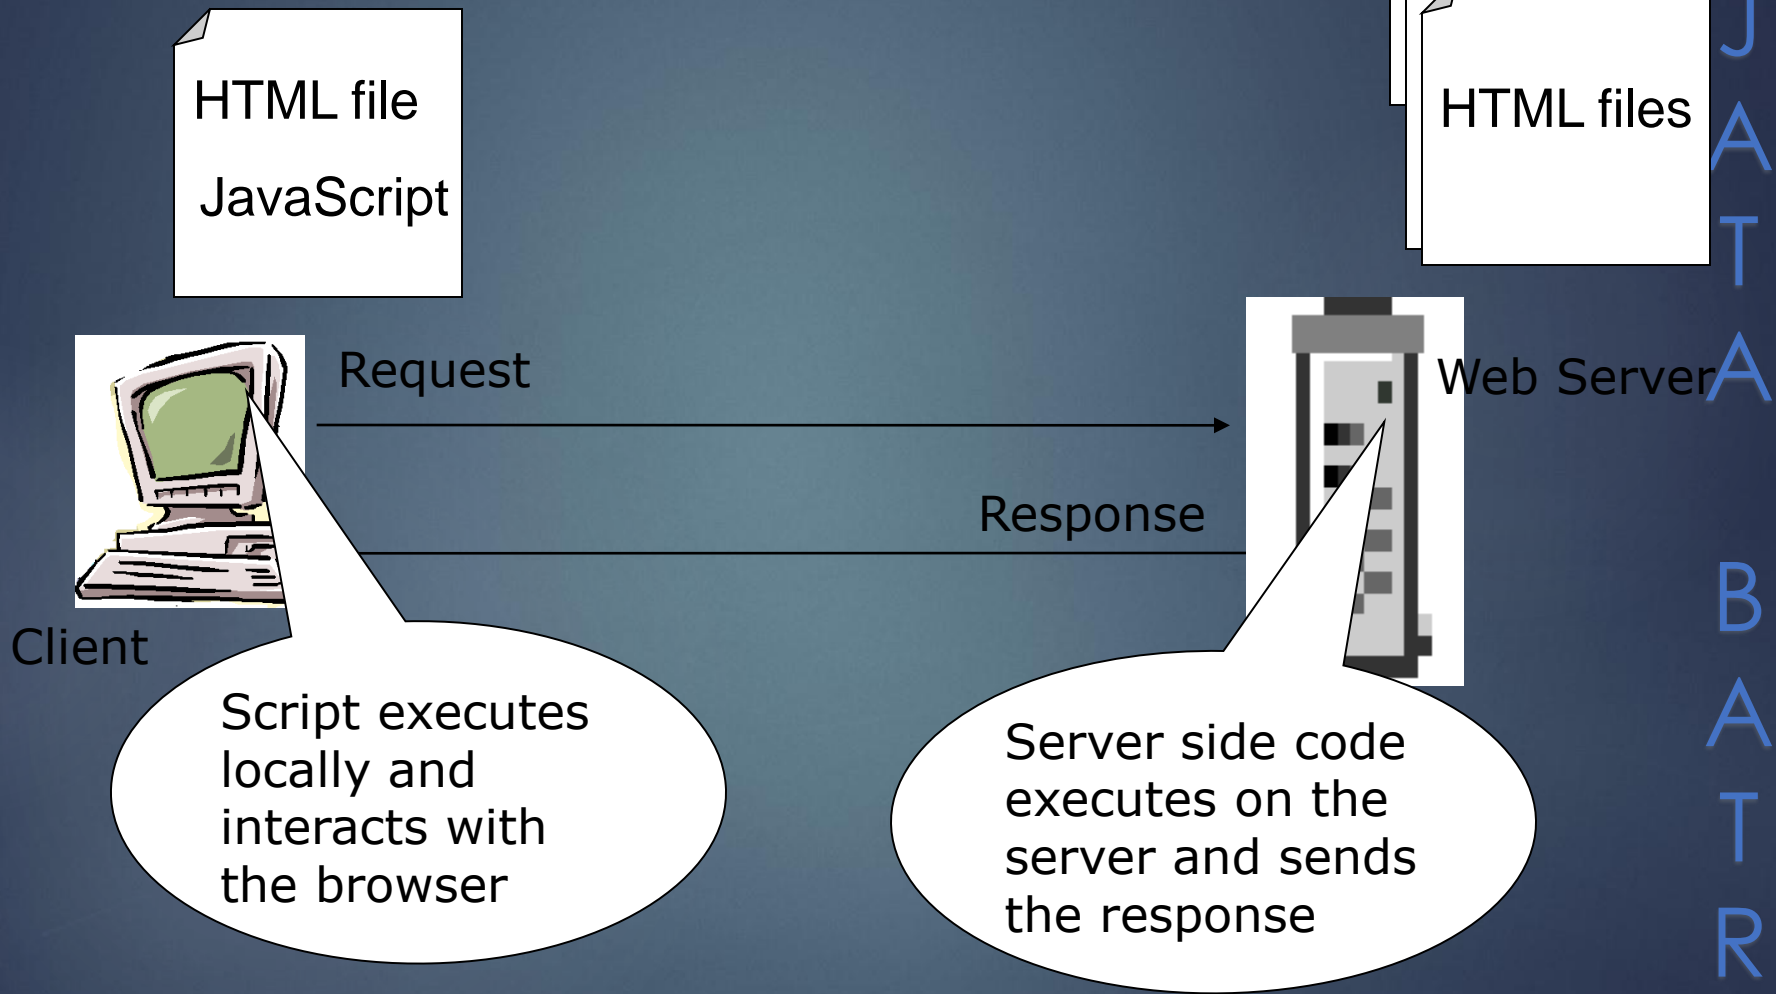 HTML file
JavaScript
HTML files
Request
Web Server
Response
Client
Script executes
locally and
interacts with
the browser
Server side code
executes on the
server and sends
the response
J
A
T
A
B
A
T
R